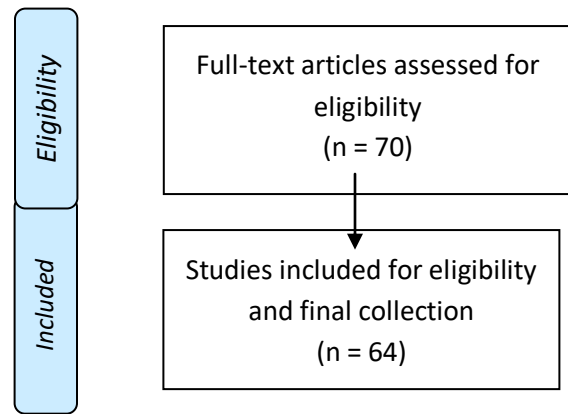 Eligibility
Full-text articles assessed for
eligibility
(n = 70)
Included
Studies included for eligibility
and final collection
(n = 64)